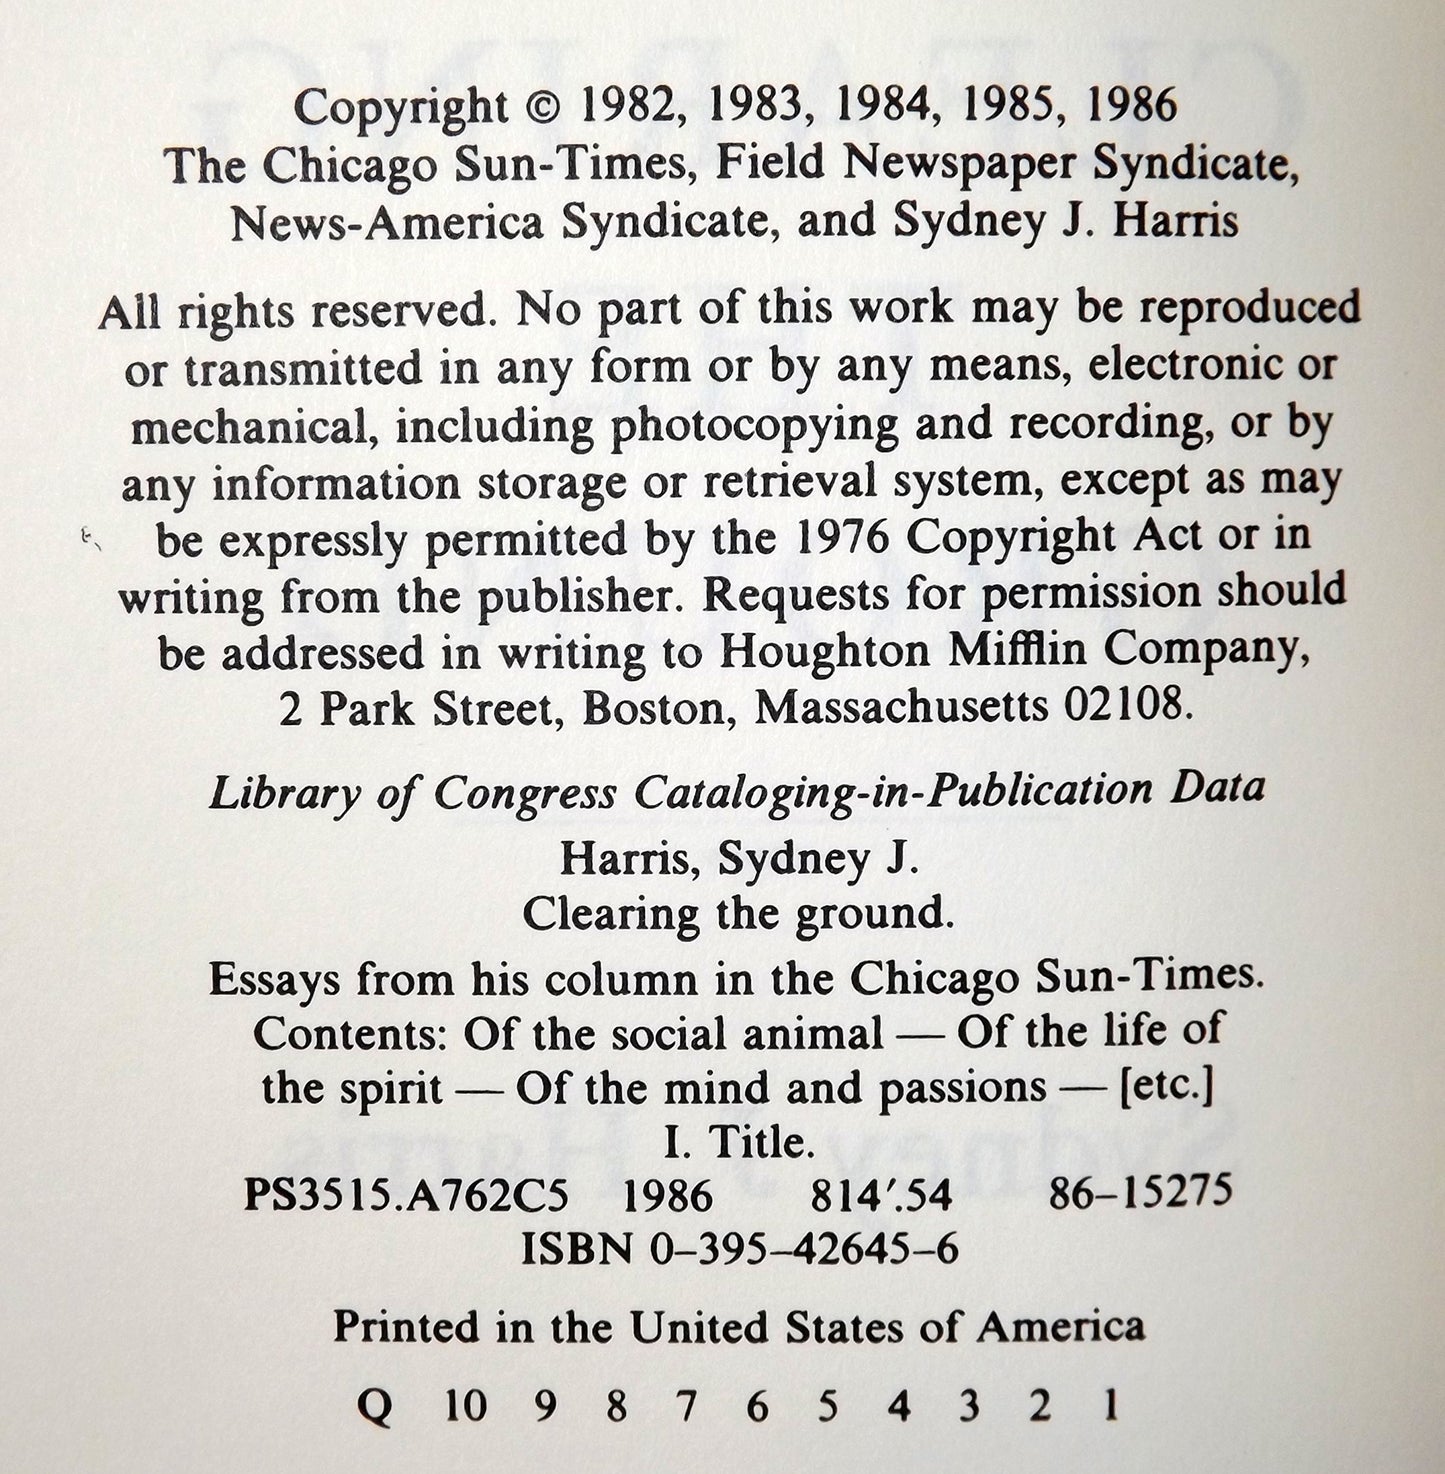 Copyright © 1982, 1983, 1984, 1985, 1986
The Chicago Sun-Times, Field Newspaper Syndicate,
News-America Syndicate, and Sydney J. Harris
All rights reserved. No part of this work may be reproduced
or transmitted in any form or by any means, electronic or
mechanical, including photocopying and recording, or by
any information storage or retrieval system, except as may
be expressly permitted by the 1976 Copyright Act or in
writing from the publisher. Requests for permission should
be addressed in writing to Houghton Mifflin Company,
2 Park Street, Boston, Massachusetts 02108.
Library of Congress Cataloging-in-Publication Data
Harris, Sydney J.
Clearing the ground.
Essays from his column in the Chicago Sun-Times.
Contents: Of the social animal — Of the life of
the spirit — Of the mind and passions — [etc.]
I. Title.
PS3515.A762C5 1986 814′.54 86–15275
ISBN 0–395–42645–6
Printed in the United States of America
Q 10 9 8 7 6 5 4 3 2 1